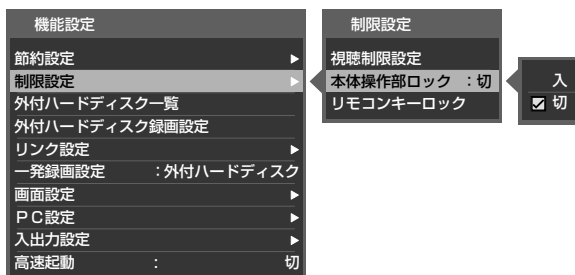 機能設定
節約設定
制限設定
外付ハードディスク一覧
外付ハードディスク録画設定
リンク設定
一発録画設定 :外付ハードディスク
画面設定
PC設定
入出力設定
高速起動 : 切
制限設定
視聴制限設定
本体操作部ロック :切
リモコンキーロック
入
切